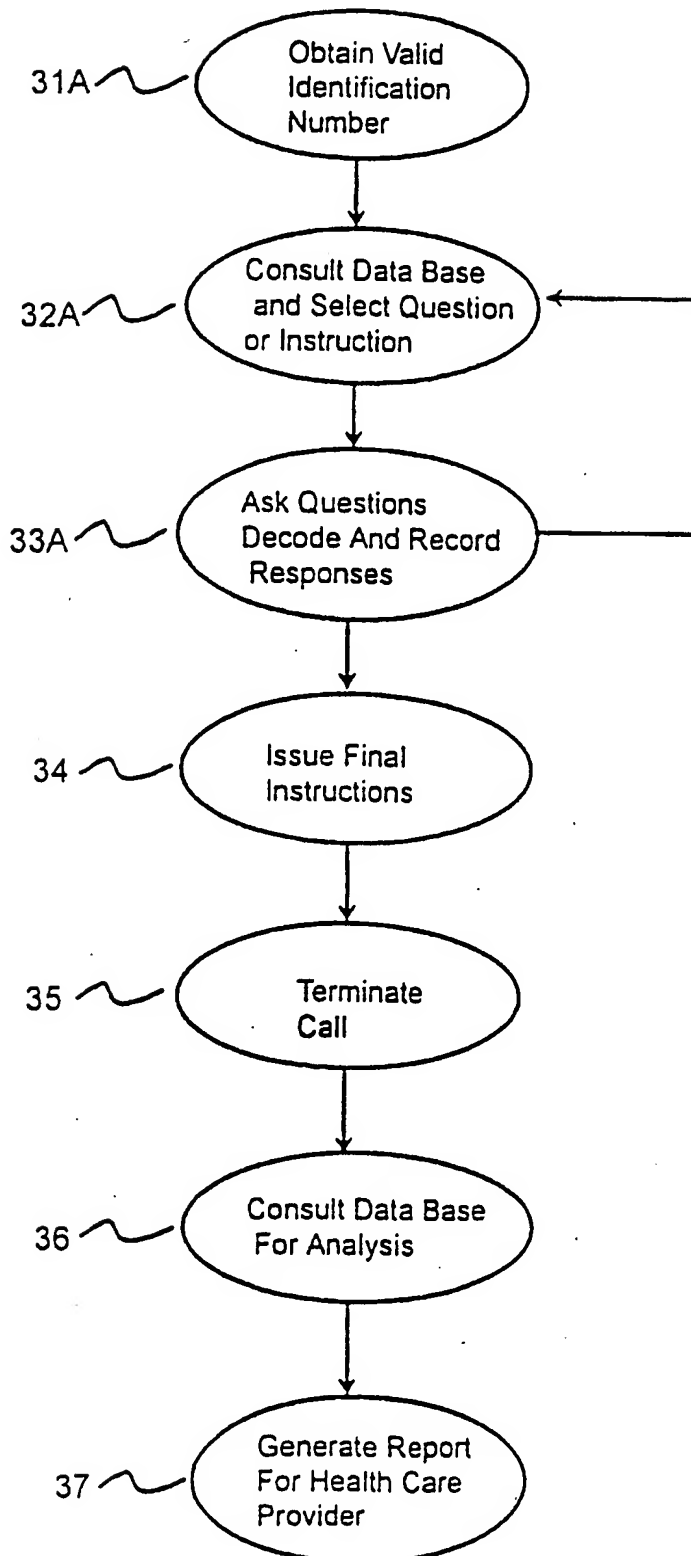 31A
Obtain Valid
Identification
Number
32A
Consult Data Base
and Select Question
or Instruction
33A
Ask Questions
Decode And Record
Responses
34
Issue Final
Instructions
35
Terminate
Call
36
Consult Data Base
For Analysis
37
Generate Report
For Health Care
Provider